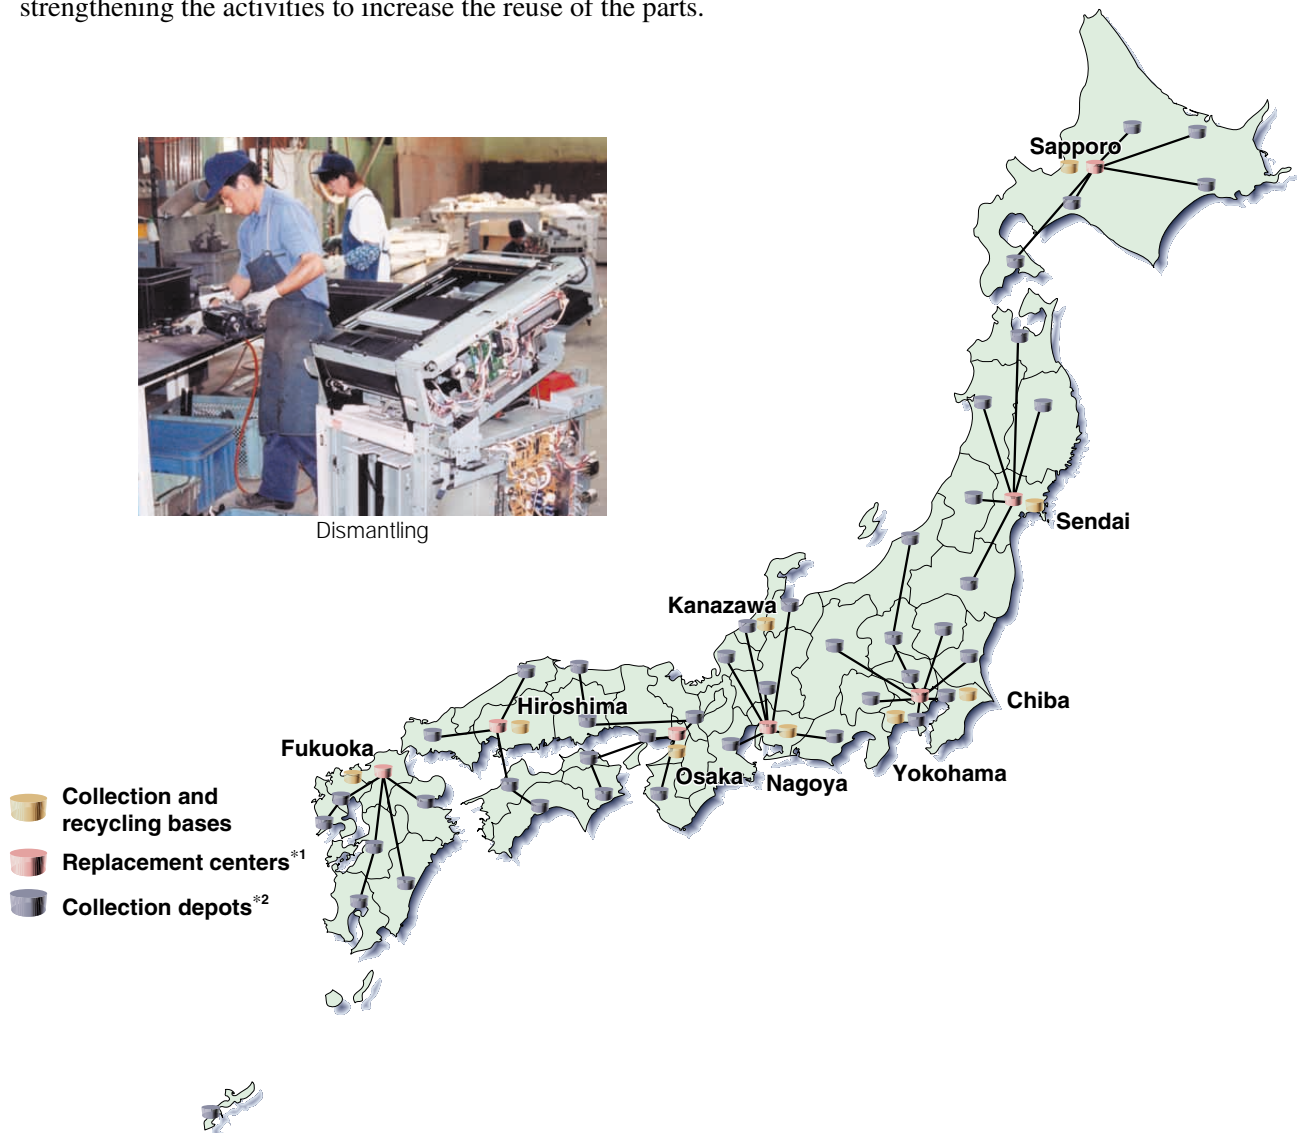 strengthening the activities to increase the reuse of the parts.
Sapporo
Dismantling
Sendai
Kanazawa
Hiroshima
Chiba
Fukuoka
Osaka
Nagoya
Yokohama
Collection and
recycling bases
Replacement centers*1
Collection depots*2